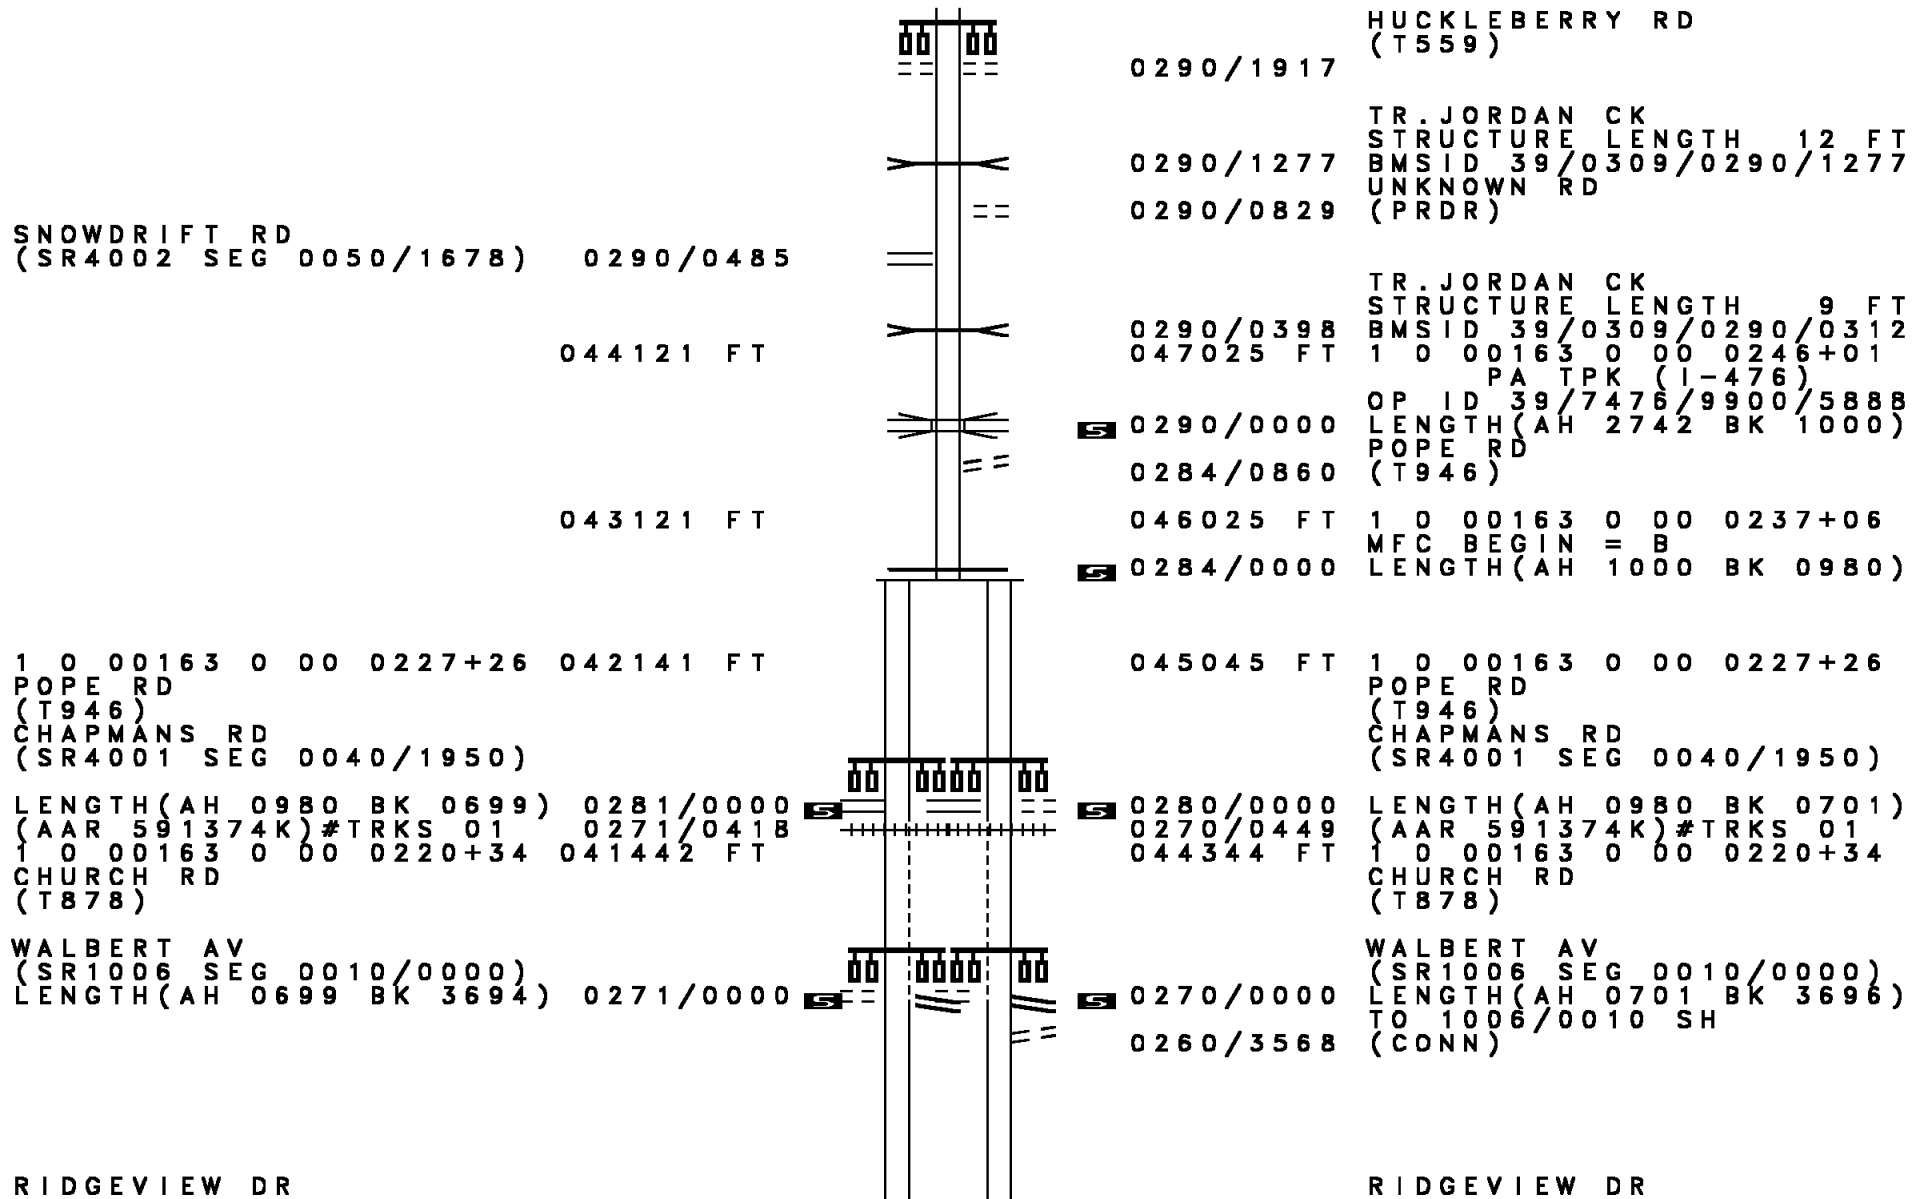 HUCKLEBERRY RD
(T559)
0290/1917
TR.JORDAN CK
STRUCTURE LENGTH 12 FT
0290/1277 BMSID 39/0309/0290/1277
UNKNOWN RD
0290/0829 (PRDR)
SNOWDRIFT RD
(SR4002 SEG 0050/1678) 0290/0485
TR.JORDAN CK
STRUCTURE LENGTH 9 FT
0290/0398 BMSID 39/0309/0290/0312
044121 FT 047025 FT 1 0 00163 0 00 0246+01
PA TPK (I-476)
OP ID 39/7476/9900/5888
S 0290/0000 LENGTH(AH 2742 BK 1000)
POPE RD
0284/0860 (T946)
043121 FT 046025 FT 1 0 00163 0 00 0237+06
MFC BEGIN = B
S 0284/0000 LENGTH(AH 1000 BK 0980)
1 0 00163 0 00 0227+26 042141 FT 045045 FT 1 0 00163 0 00 0227+26
POPE RD POPE RD
(T946) (T946)
CHAPMANS RD CHAPMANS RD
(SR4001 SEG 0040/1950) (SR4001 SEG 0040/1950)
LENGTH(AH 0980 BK 0699) 0281/0000 S S 0280/0000 LENGTH(AH 0980 BK 0701)
(AAR 591374K)#TRKS 01 0271/0418 0270/0449 (AAR 591374K)#TRKS 01
1 0 00163 0 00 0220+34 041442 FT 044344 FT 1 0 00163 0 00 0220+34
CHURCH RD CHURCH RD
(T878) (T878)
WALBERT AV WALBERT AV
(SR1006 SEG 0010/0000) (SR1006 SEG 0010/0000)
LENGTH(AH 0699 BK 3694) 0271/0000 S S 0270/0000 LENGTH(AH 0701 BK 3696)
TO 1006/0010 SH
0260/3568 (CONN)
RIDGEVIEW DR RIDGEVIEW DR